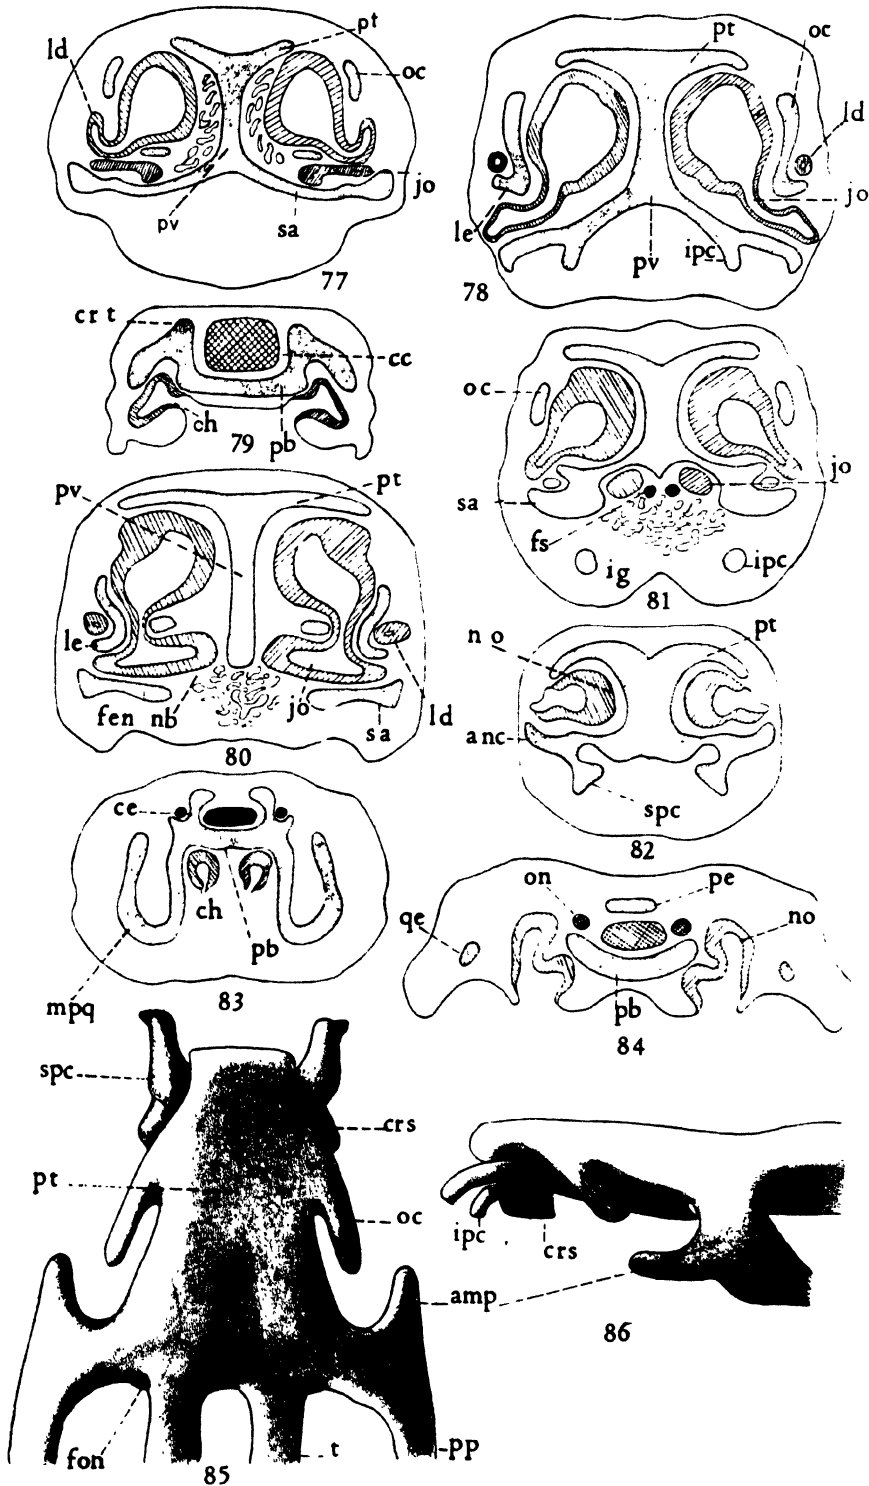 pt
ld
oc
jo
pv
sa
77
pt
oc
ld
jo
le
pv
ipc
78
crt
cc
ch
79
pb
oc
jo
sa
fs
ig
ipc
81
pv
pt
le
fen nb
jo
sa
ld
80
no
pt
anc
spc
82
ce
ch
pb
mpq
83
on
pe
qe
no
pb
84
spc
crs
pt
oc
amp
fon
t
pp
85
ipc
crs
86